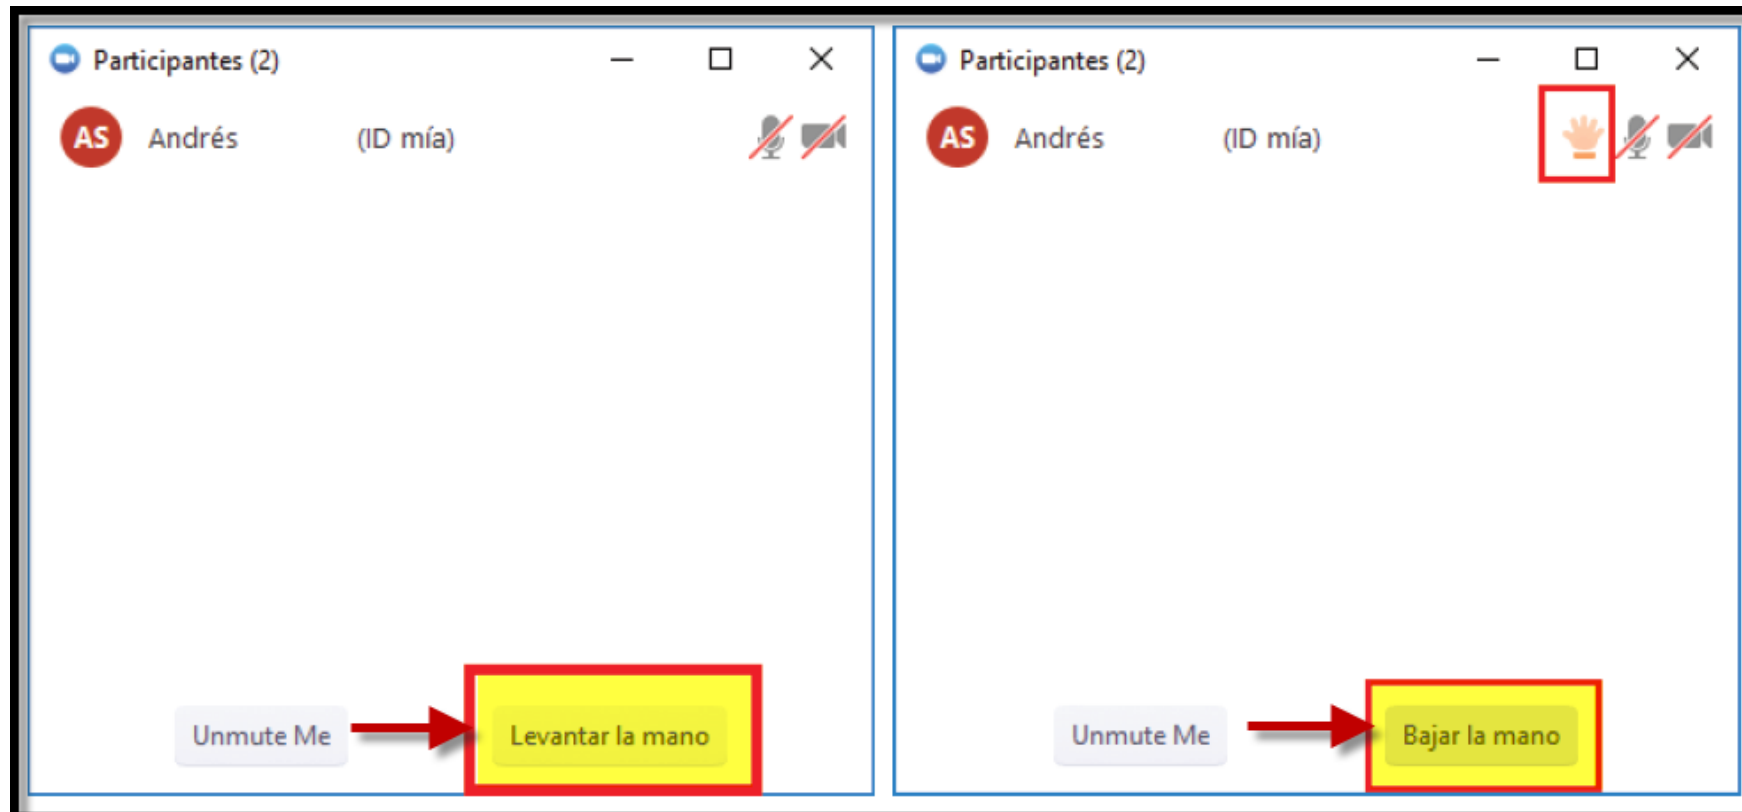 Participantes (2)
AS Andrés (ID mía)
Unmute Me Levantar la mano
Participantes (2)
AS Andrés (ID mía)
Unmute Me Bajar la mano